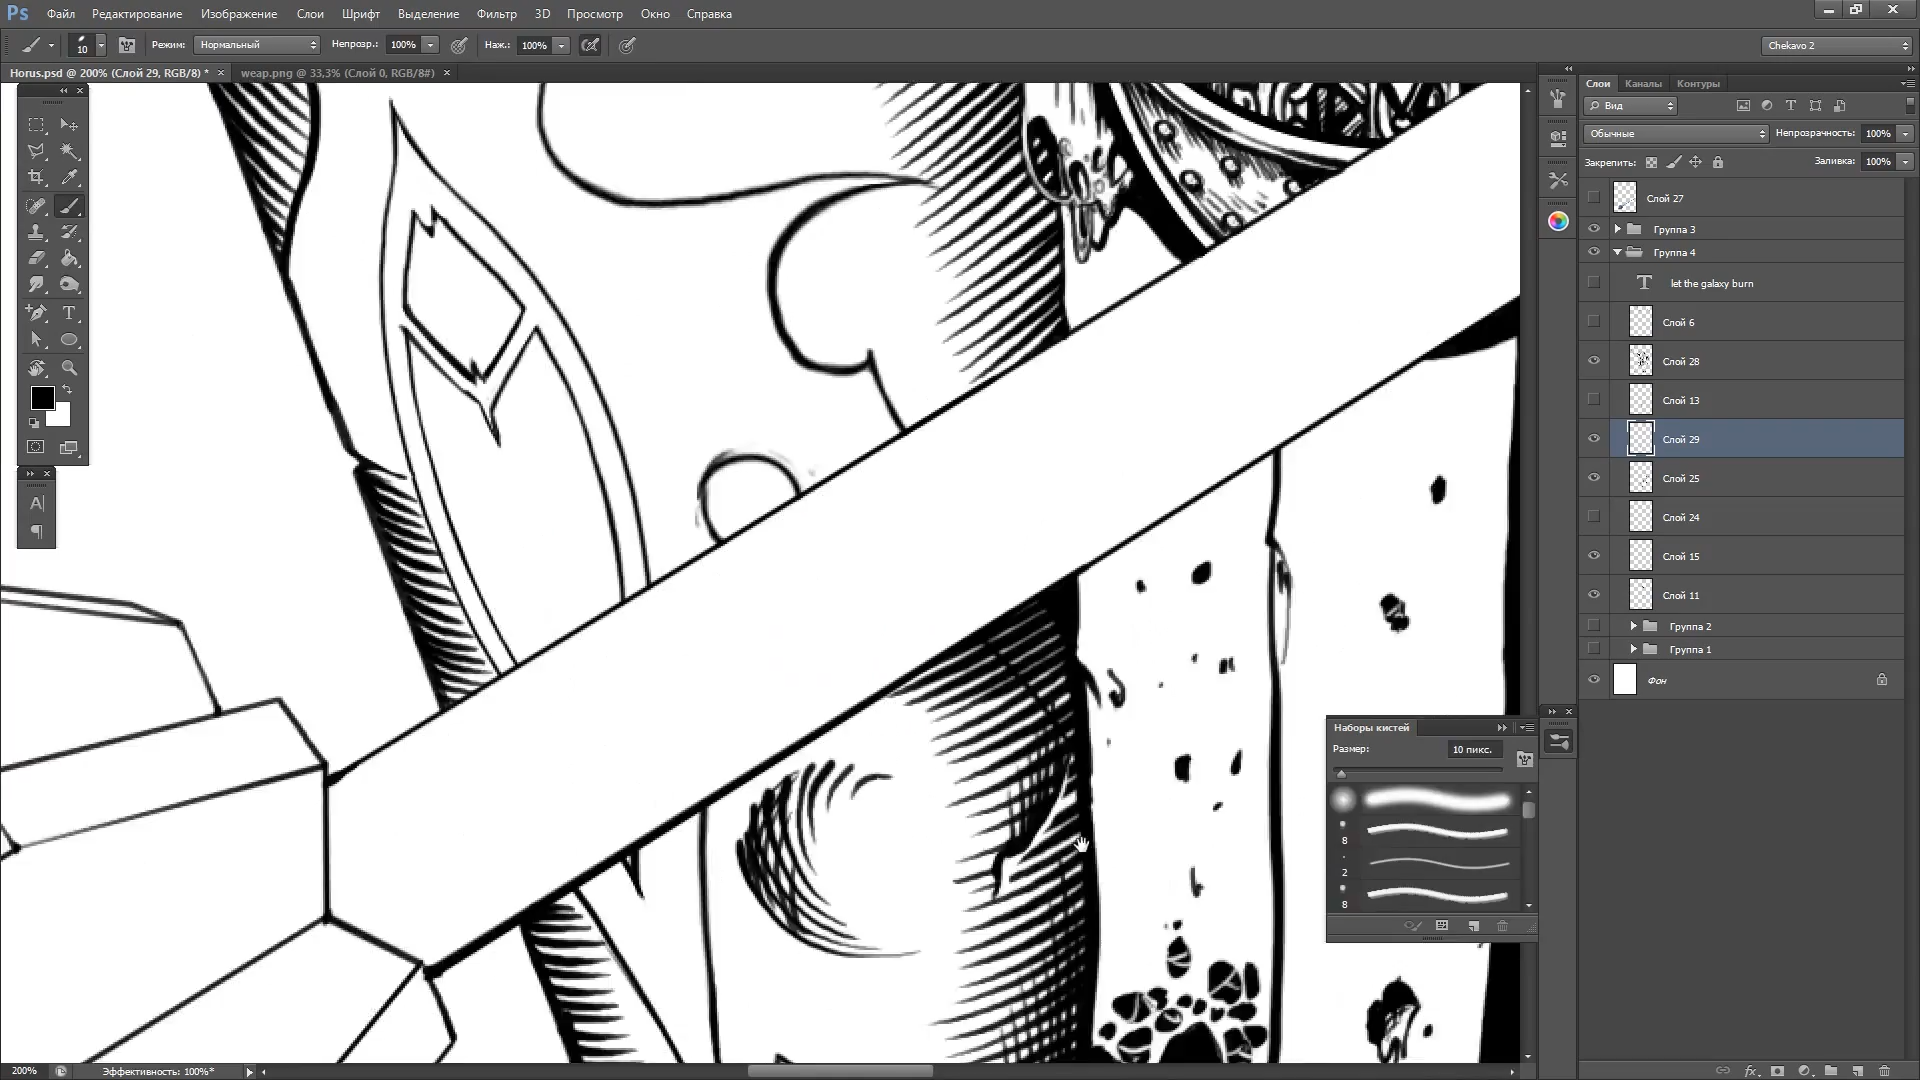 Ps Файл Редактирование Изображение Слои Шрифт Выделение Фильтр 3D Просмотр Окно Справка
10 Режим: Нормальный Непрозр.: 100% Наж.: 100% Chekavo 2
Horus.psd @ 200% (Слой 29, RGB/8) * × weap.png @ 33,3% (Слой 0, RGB/8#) ×
Слои Каналы Контуры
Вид
Обычные Непрозрачность: 100%
Закрепить: Заливка: 100%
Слой 27
Группа 3
Группа 4
T let the galaxy burn
Слой 6
Слой 28
Слой 13
Слой 29
Слой 25
Слой 24
Слой 15
Слой 11
Группа 2
Группа 1
Фон
Наборы кистей
Размер: 10 пикс.
8
2
8
200% Эффективность: 100%*